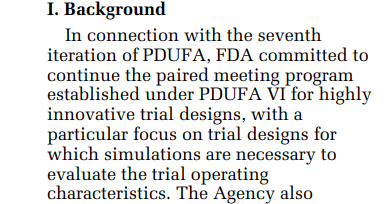 I. Background
In connection with the seventh
iteration of PDUFA, FDA committed to
continue the paired meeting program
established under PDUFA VI for highly
innovative trial designs, with a
particular focus on trial designs for
which simulations are necessary to
evaluate the trial operating
characteristics. The Agency also